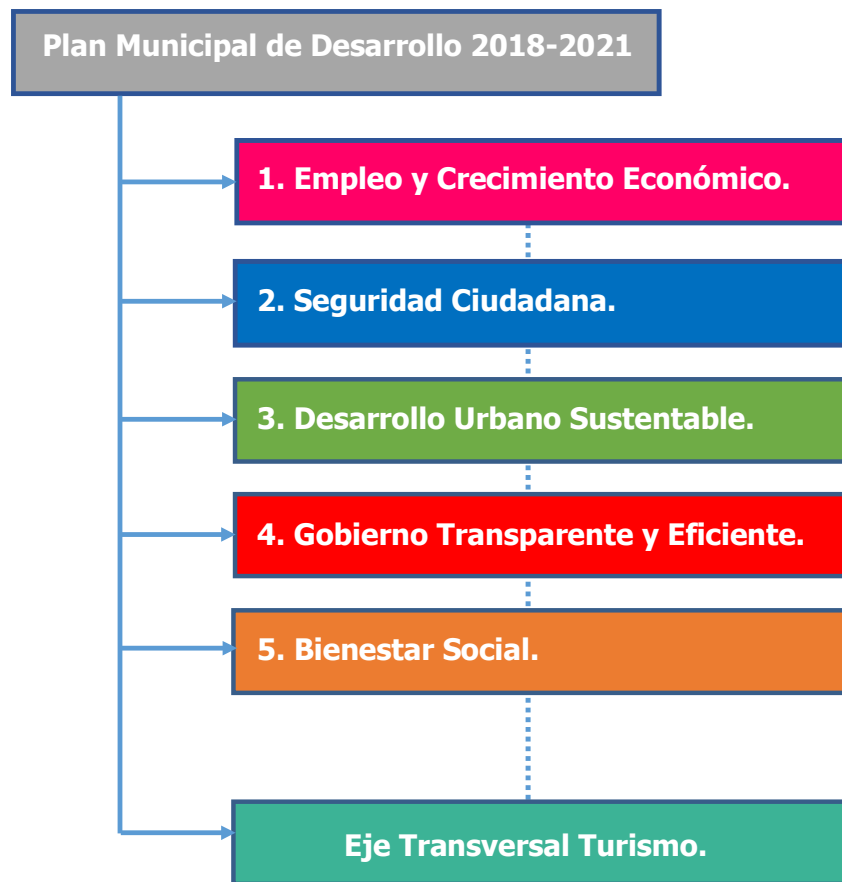 Plan Municipal de Desarrollo 2018-2021
1. Empleo y Crecimiento Económico.
2. Seguridad Ciudadana.
3. Desarrollo Urbano Sustentable.
4. Gobierno Transparente y Eficiente.
5. Bienestar Social.
Eje Transversal Turismo.